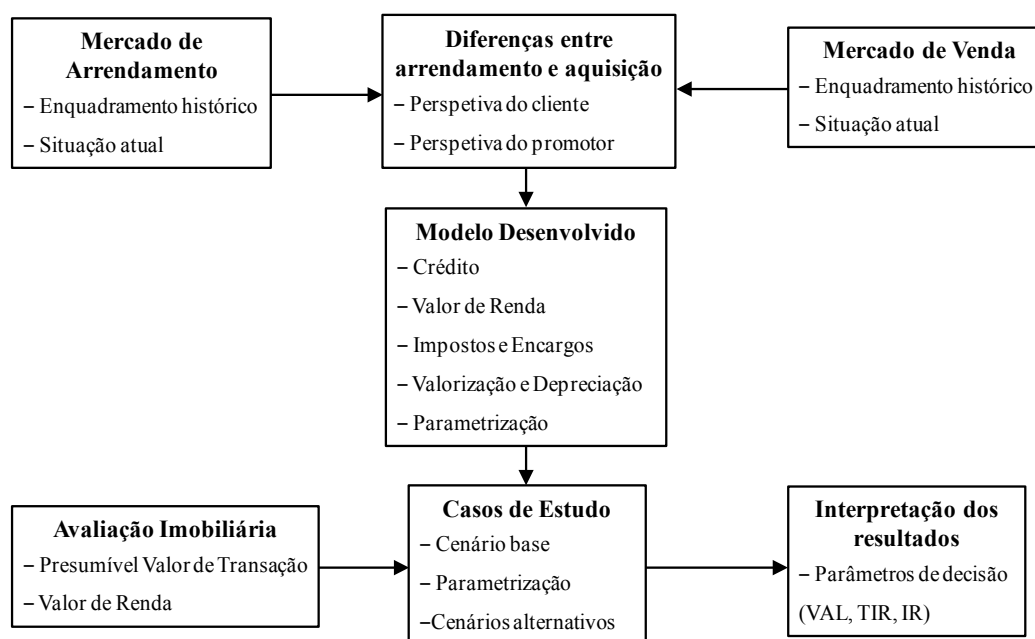 Mercado de
Arrendamento
– Enquadramento histórico
– Situação atual
Diferenças entre
arrendamento e aquisição
– Perspetiva do cliente
– Perspetiva do promotor
Mercado de Venda
– Enquadramento histórico
– Situação atual
Modelo Desenvolvido
– Crédito
– Valor de Renda
– Impostos e Encargos
– Valorização e Depreciação
– Parametrização
Avaliação Imobiliária
– Presumível Valor de Transação
– Valor de Renda
Casos de Estudo
– Cenário base
– Parametrização
–Cenários alternativos
Interpretação dos
resultados
– Parâmetros de decisão
(VAL, TIR, IR)